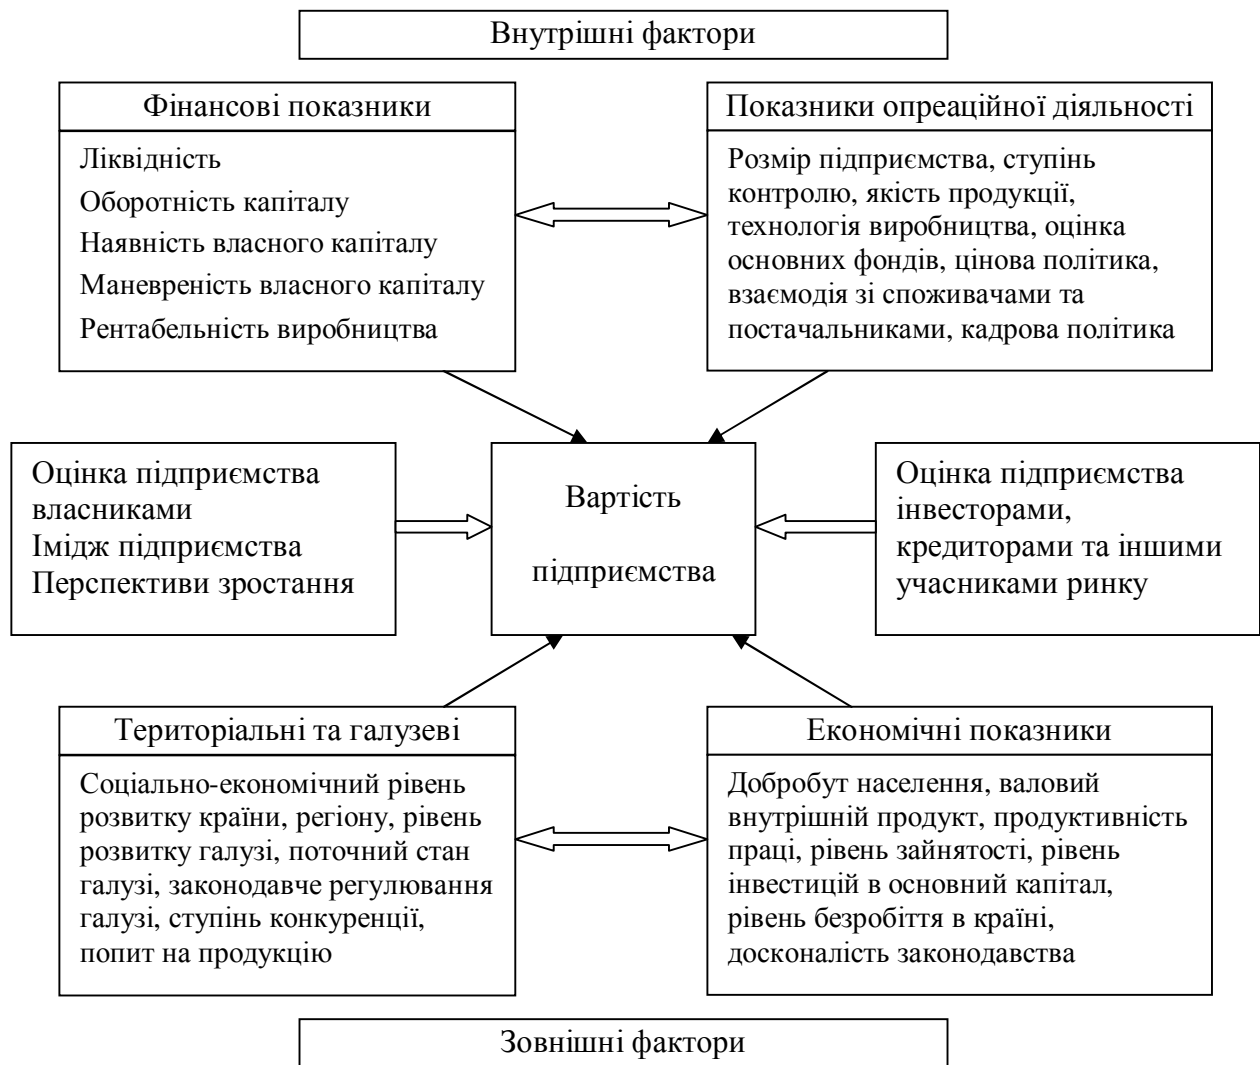 Внутрішні фактори
Фінансові показники
Ліквідність
Оборотність капіталу
Наявність власного капіталу
Маневреність власного капіталу
Рентабельність виробництва
Показники опреаційної діяльності
Розмір підприємства, ступінь
контролю, якість продукції,
технологія виробництва, оцінка
основних фондів, цінова політика,
взаємодія зі споживачами та
постачальниками, кадрова політика
Оцінка підприємства
власниками
Імідж підприємства
Перспективи зростання
Вартість
підприємства
Оцінка підприємства
інвесторами,
кредиторами та іншими
учасниками ринку
Територіальні та галузеві
Соціально-економічний рівень
розвитку країни, регіону, рівень
розвитку галузі, поточний стан
галузі, законодавче регулювання
галузі, ступінь конкуренції,
попит на продукцію
Економічні показники
Добробут населення, валовий
внутрішній продукт, продуктивність
праці, рівень зайнятості, рівень
інвестицій в основний капітал,
рівень безробіття в країні,
досконалість законодавства
Зовнішні фактори